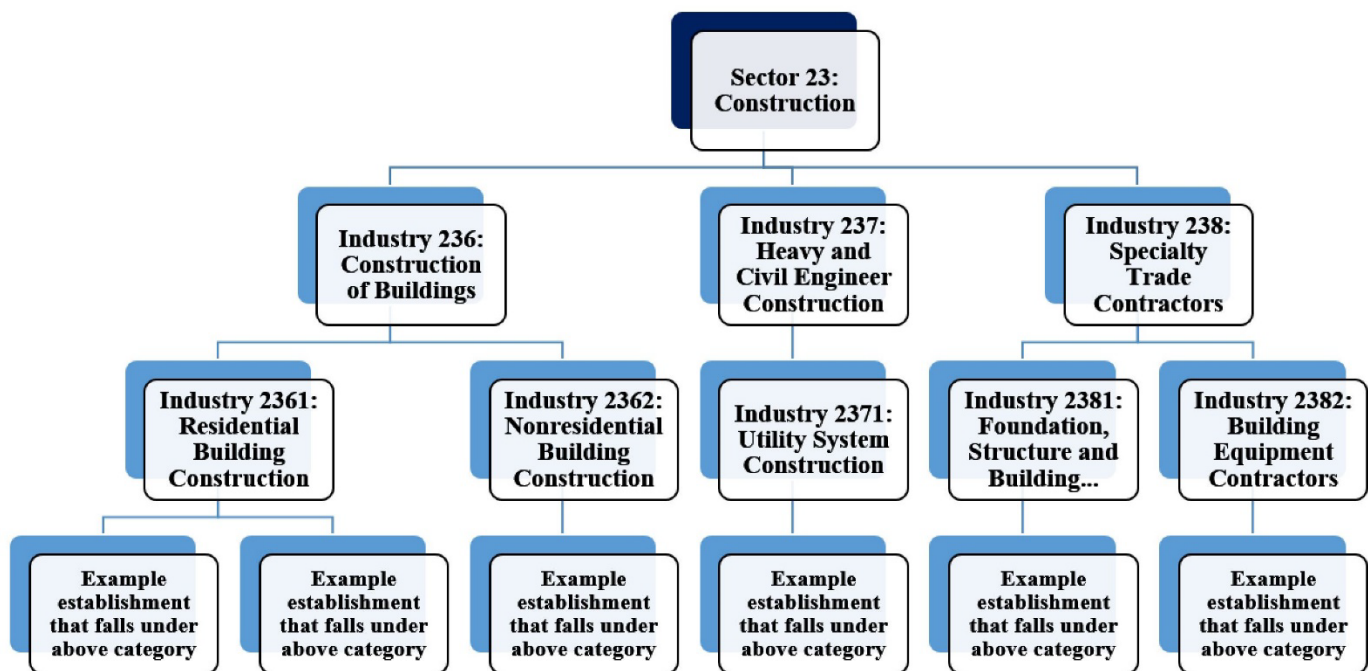 Sector 23:
Construction
Industry 236:
Construction
of Buildings
Industry 237:
Heavy and
Civil Engineer
Construction
Industry 238:
Specialty
Trade
Contractors
Industry 2361:
Residential
Building
Construction
Industry 2362:
Nonresidential
Building
Construction
Industry 2371:
Utility System
Construction
Industry 2381:
Foundation,
Structure and
Building...
Industry 2382:
Building
Equipment
Contractors
Example
establishment
that falls under
above category
Example
establishment
that falls under
above category
Example
establishment
that falls under
above category
Example
establishment
that falls under
above category
Example
establishment
that falls under
above category
Example
establishment
that falls under
above category